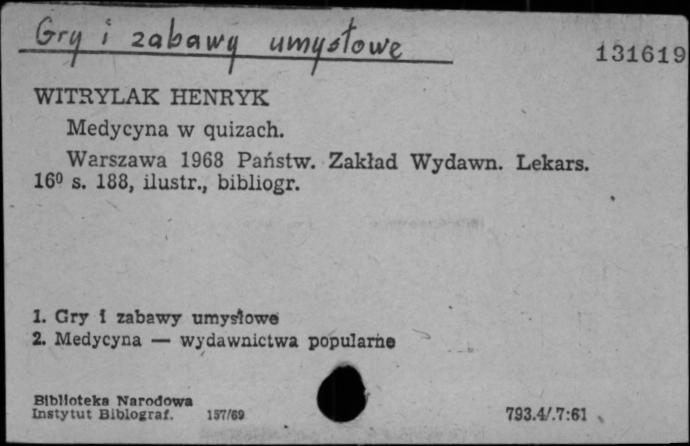 Gry i zabawy umysłowe
131619
WITRYLAK HENRYK
Medycyna w quizach.
Warszawa 1968 Państw. Zakład Wydawn. Lekars.
16⁰ s. 188, ilustr., bibliogr.
1. Gry i zabawy umysłowe
2. Medycyna — wydawnictwa popularne
Biblioteka Narodowa
Instytut Bibliograf. 157/69
793.4/.7:61